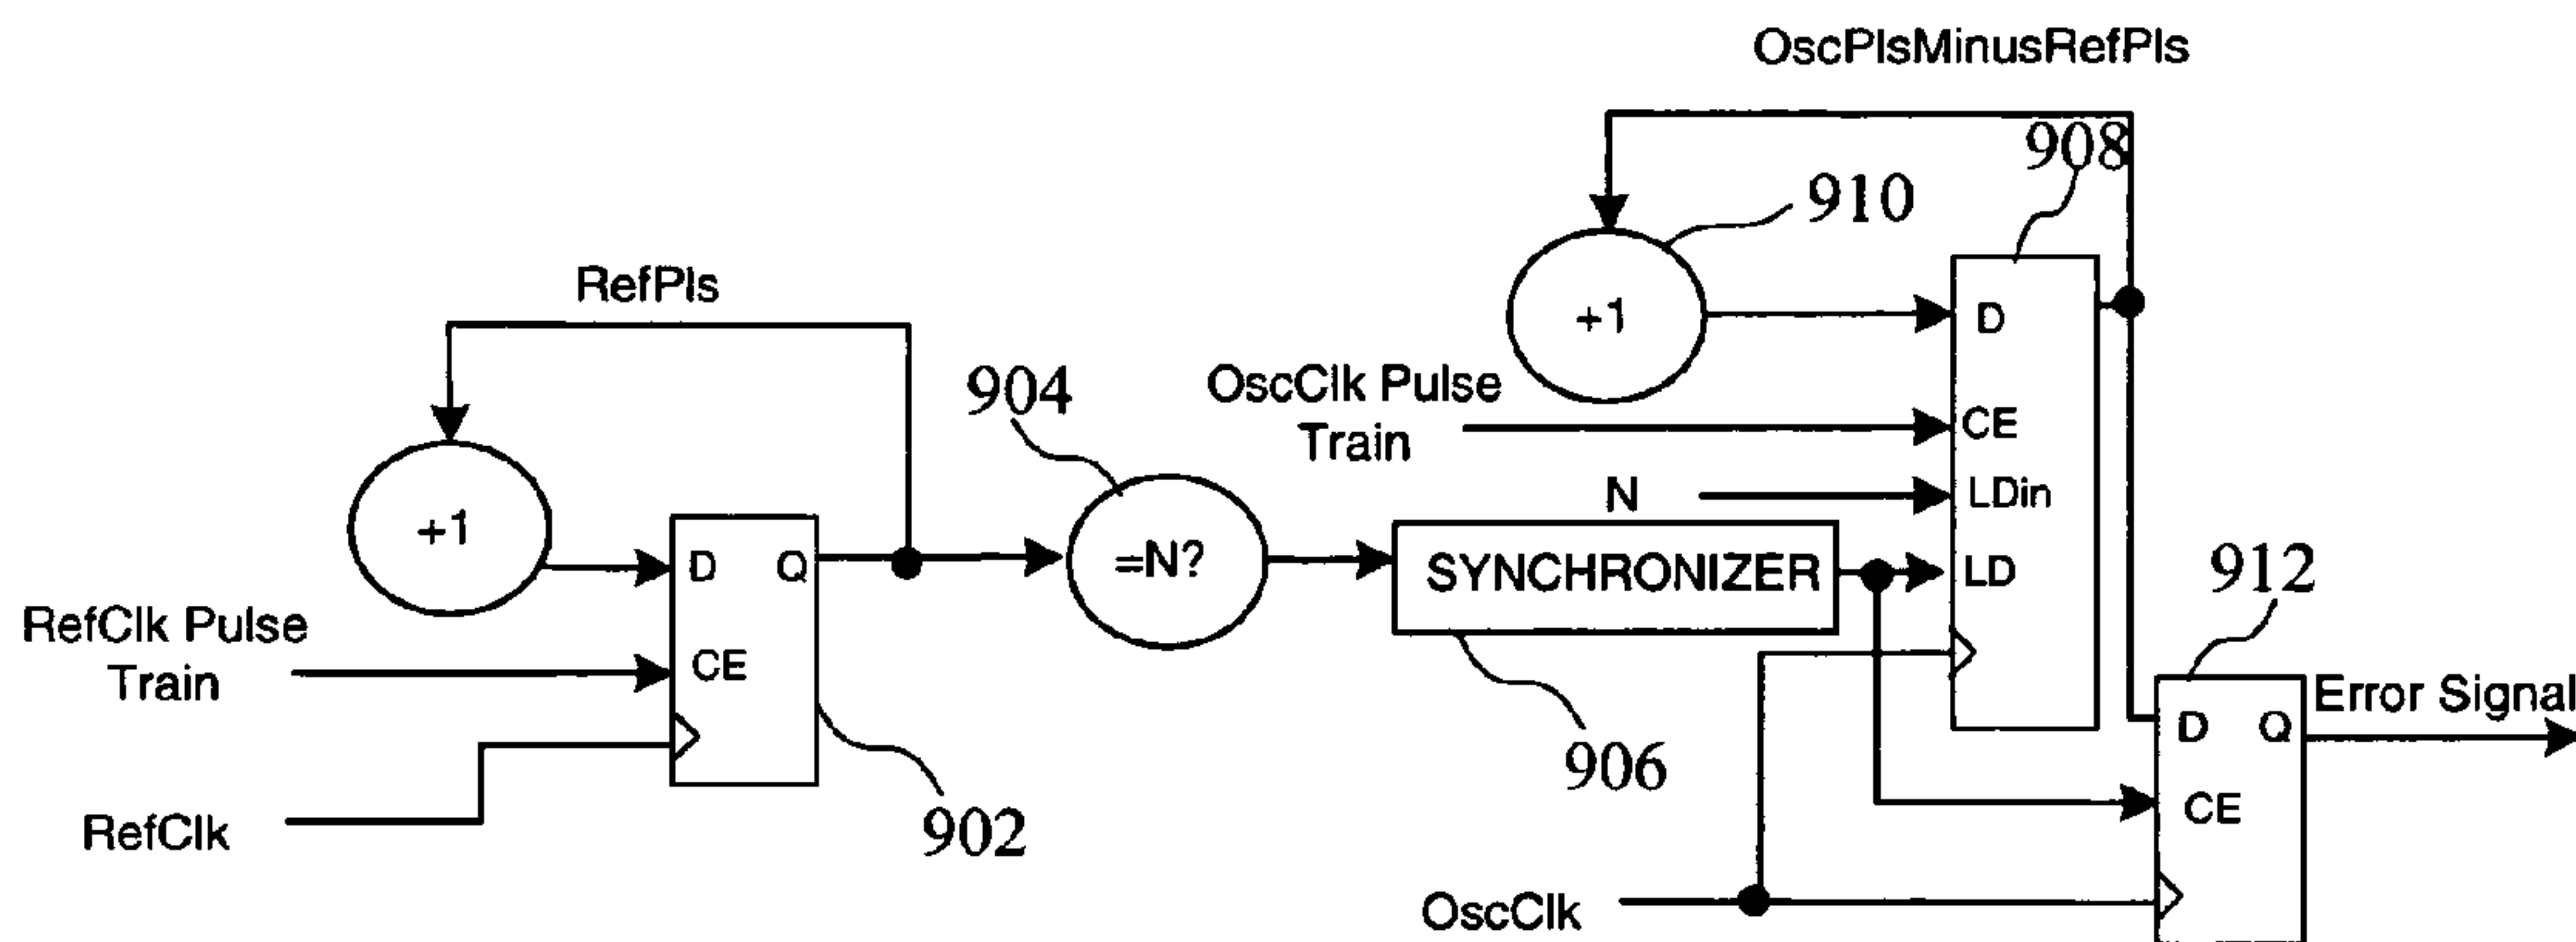 OscPlsMinusRefPls
908
910
+1
D
RefPls
OscClk Pulse
Train
CE
904
N
LDin
+1
D
Q
=N?
SYNCHRONIZER
LD
912
RefClk Pulse
Train
CE
906
D
Q
Error Signal
CE
RefClk
902
OscClk